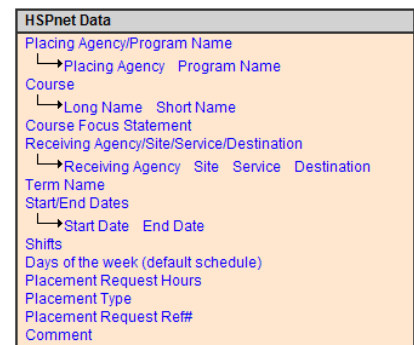 HSPnet Data
Placing Agency/Program Name
Placing Agency Program Name
Course
Long Name Short Name
Course Focus Statement
Receiving Agency/Site/Service/Destination
Receiving Agency Site Service Destination
Term Name
Start/End Dates
Start Date End Date
Shifts
Days of the week (default schedule)
Placement Request Hours
Placement Type
Placement Request Ref#
Comment